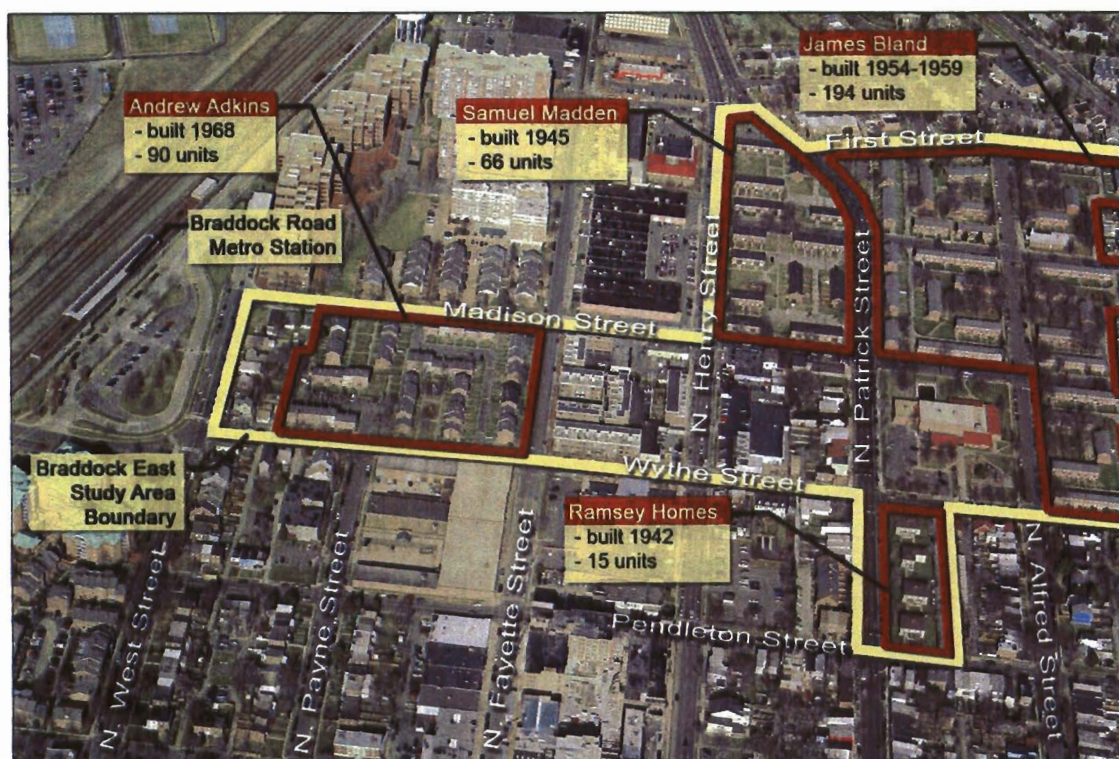 James Bland
- built 1954-1959
- 194 units
Andrew Adkins
- built 1968
- 90 units
Samuel Madden
- built 1945
- 66 units
First Street
Braddock Road
Metro Station
N. Henry Street
N. Patrick Street
Madison Street
Braddock East
Study Area
Boundary
Wythe Street
Ramsey Homes
- built 1942
- 15 units
Pendleton Street
N. West Street
N. Payne Street
N. Fayette Street
N. Alfred Street